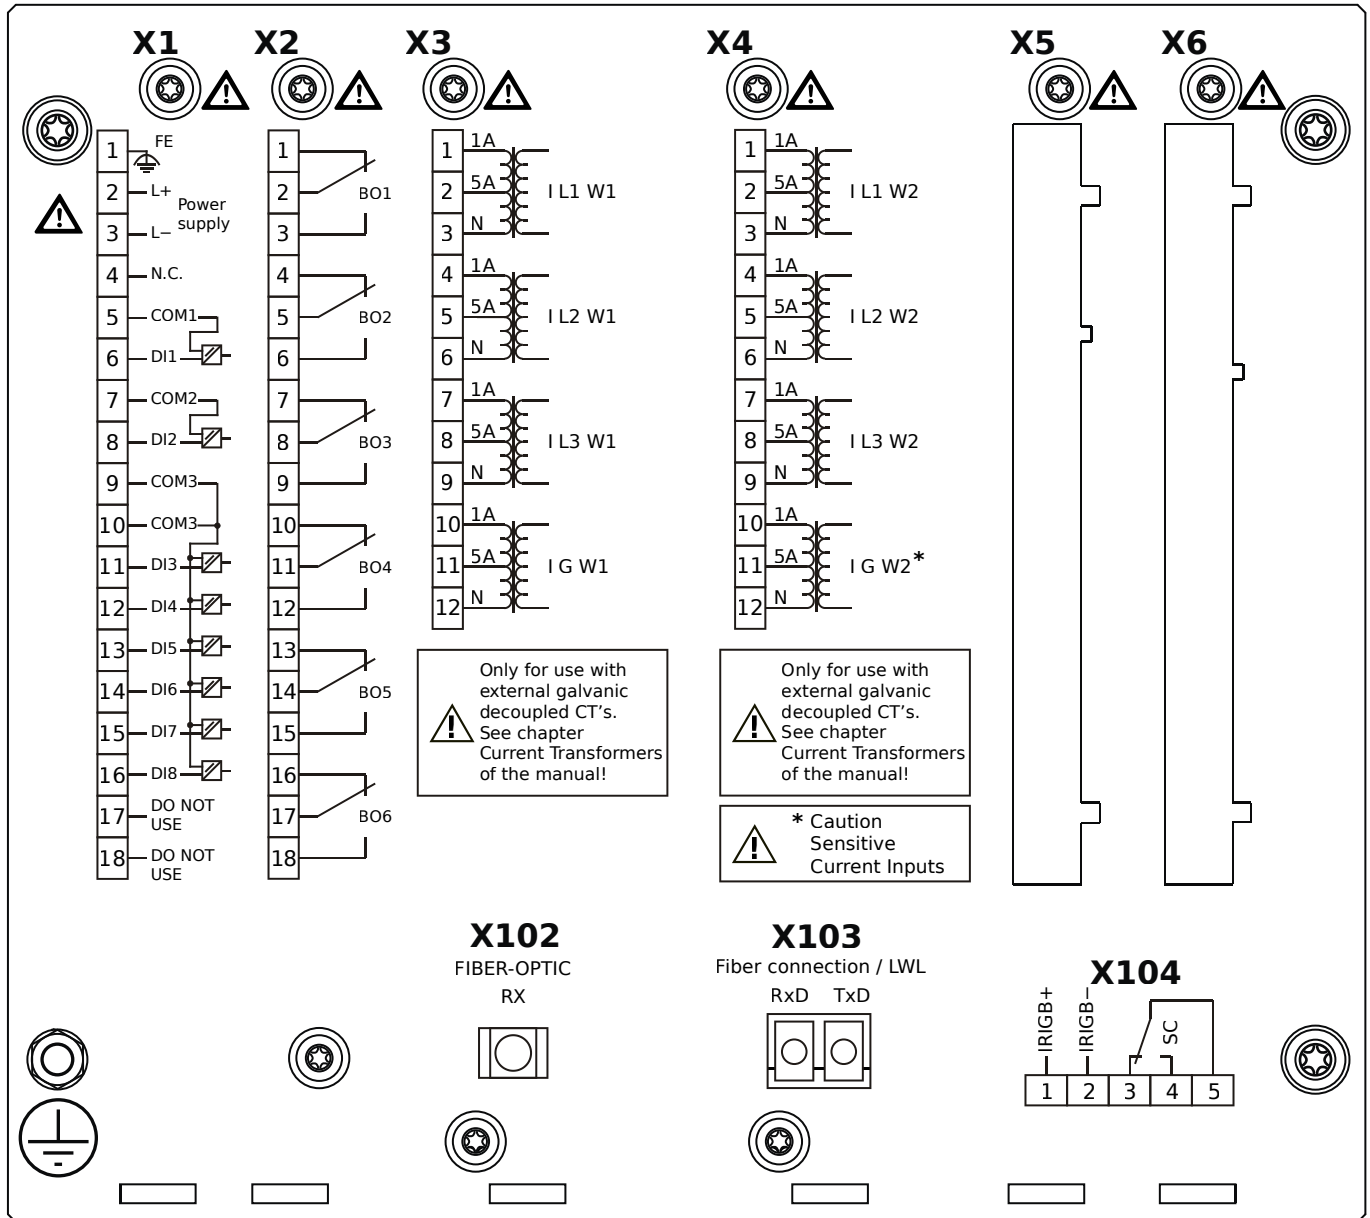 X1
X2
X3
X4
X5
X6
1
FE
2
L+
Power
supply
3
L−
4
N.C.
5
COM1
6
DI1
7
COM2
8
DI2
9
COM3
10
COM3
11
DI3
12
DI4
13
DI5
14
DI6
15
DI7
16
DI8
17
DO NOT
USE
18
DO NOT
USE
1
2
BO1
3
4
5
BO2
6
7
8
BO3
9
10
11
BO4
12
13
14
BO5
15
16
17
BO6
18
1
1A
2
5A
I L1 W1
3
N
4
1A
5
5A
I L2 W1
6
N
7
1A
8
5A
I L3 W1
9
N
10
1A
11
5A
I G W1
12
N
!
Only for use with
external galvanic
decoupled CT's.
See chapter
Current Transformers
of the manual!
1
1A
2
5A
I L1 W2
3
N
4
1A
5
5A
I L2 W2
6
N
7
1A
8
5A
I L3 W2
9
N
10
1A
11
5A
I G W2*
12
N
!
Only for use with
external galvanic
decoupled CT's.
See chapter
Current Transformers
of the manual!
!
* Caution
Sensitive
Current Inputs
X102
FIBER-OPTIC
RX
X103
Fiber connection / LWL
RxD TxD
X104
IRIGB+
IRIGB−
SC
1 2 3 4 5